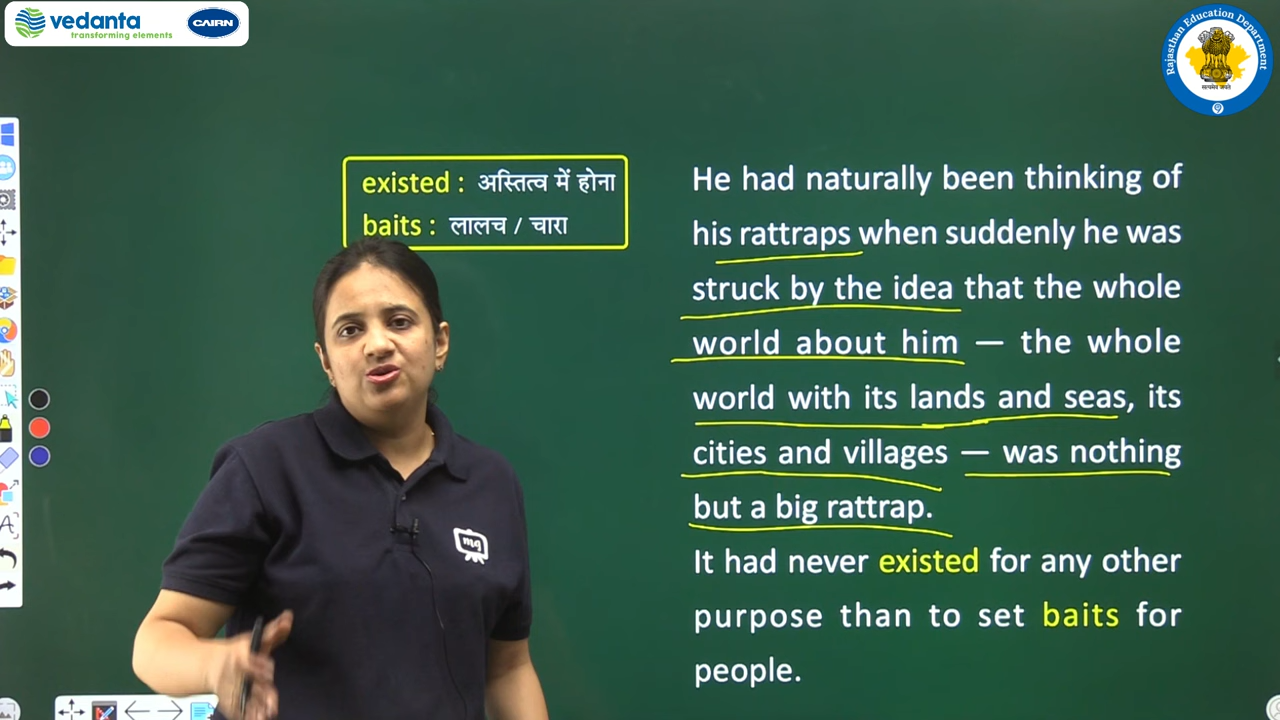 vedanta
transforming elements
CAIRN
Rajasthan Education Department
सत्यमेव जयते
existed : अस्तित्व में होना
baits : लालच / चारा
He had naturally been thinking of
his rattraps when suddenly he was
struck by the idea that the whole
world about him — the whole
world with its lands and seas, its
cities and villages — was nothing
but a big rattrap.
It had never existed for any other
purpose than to set baits for
people.
mq
A